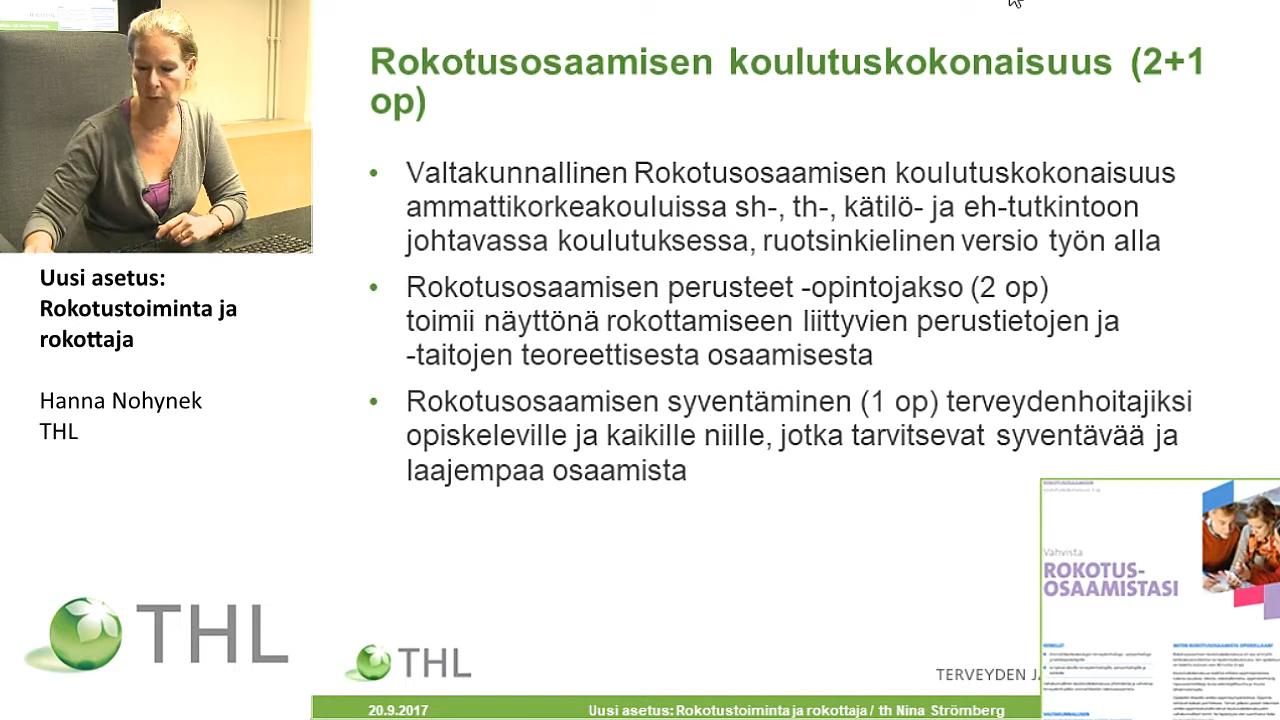 Rokotusosaamisen koulutuskokonaisuus (2+1
op)
• Valtakunnallinen Rokotusosaamisen koulutuskokonaisuus
ammattikorkeakouluissa sh-, th-, kätilö- ja eh-tutkintoon
johtavassa koulutuksessa, ruotsinkielinen versio työn alla
• Rokotusosaamisen perusteet -opintojakso (2 op)
toimii näyttönä rokottamiseen liittyvien perustietojen ja
-taitojen teoreettisesta osaamisesta
• Rokotusosaamisen syventäminen (1 op) terveydenhoitajiksi
opiskeleville ja kaikille niille, jotka tarvitsevat syventävää ja
laajempaa osaamista
Uusi asetus:
Rokotustoiminta ja
rokottaja
Hanna Nohynek
THL
THL
THL
TERVEYDEN
Vahvista
ROKOTUS-
OSAAMISTASI
20.9.2017
Uusi asetus: Rokotustoiminta ja rokottaja / th Nina Strömberg